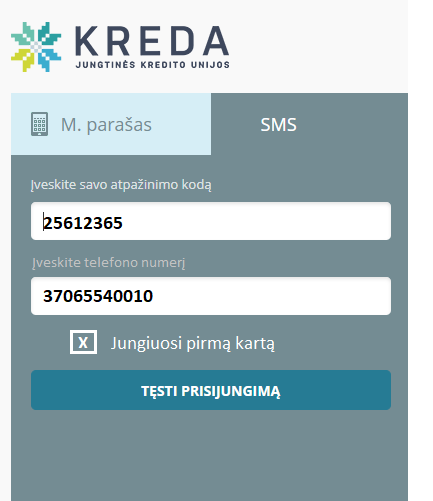 KREDA
JUNGTINĖS KREDITO UNIJOS
M. parašas
SMS
Įveskite savo atpažinimo kodą
25612365
Įveskite telefono numerį
37065540010
X Jungiuosi pirmą kartą
TĘSTI PRISIJUNGIMĄ